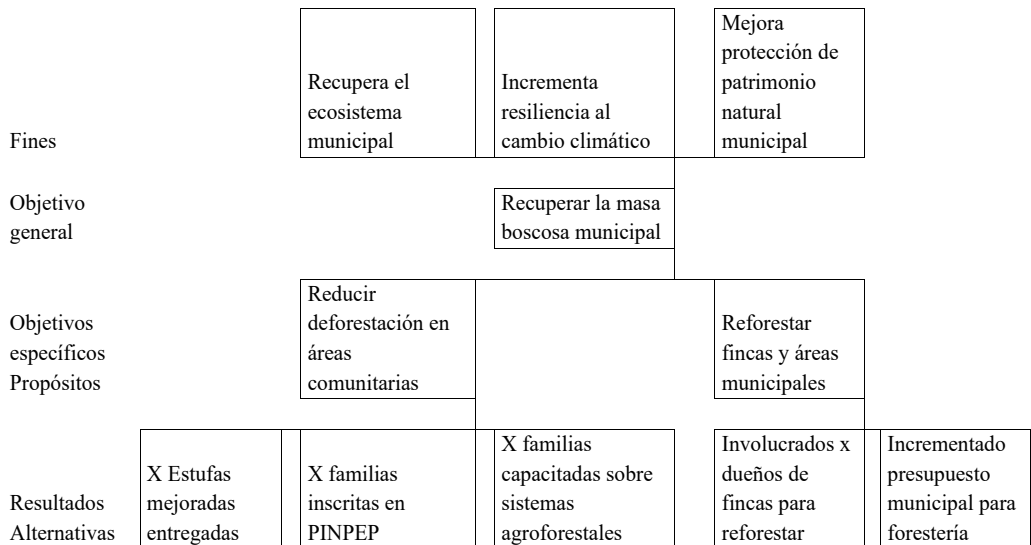 Fines
Recupera el
ecosistema
municipal
Incrementa
resiliencia al
cambio climático
Mejora
protección de
patrimonio
natural
municipal
Objetivo
general
Recuperar la masa
boscosa municipal
Objetivos
específicos
Propósitos
Reducir
deforestación en
áreas
comunitarias
Reforestar
fincas y áreas
municipales
Resultados
Alternativas
X Estufas
mejoradas
entregadas
X familias
inscritas en
PINPEP
X familias
capacitadas sobre
sistemas
agroforestales
Involucrados x
dueños de
fincas para
reforestar
Incrementado
presupuesto
municipal para
forestería